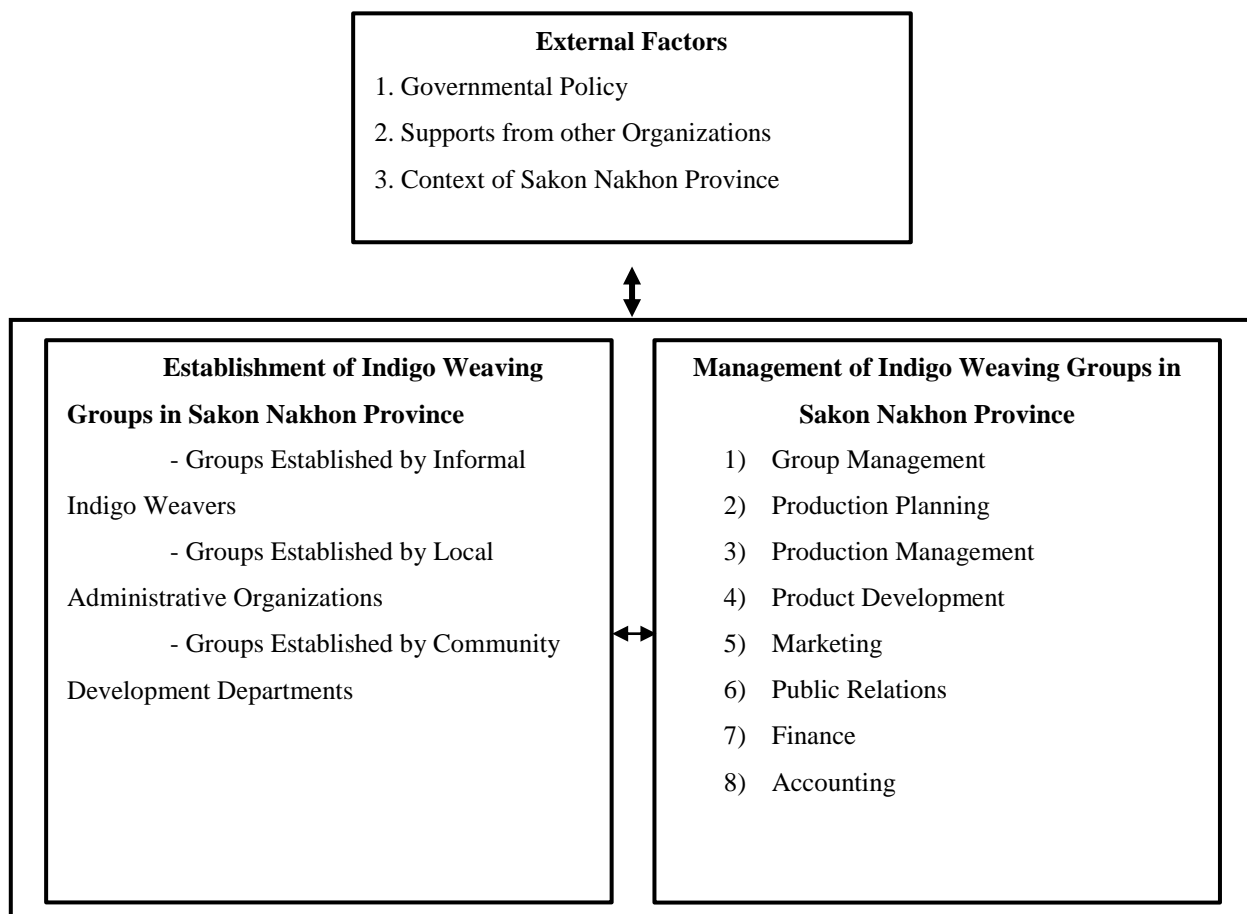 External Factors
1. Governmental Policy
2. Supports from other Organizations
3. Context of Sakon Nakhon Province
Establishment of Indigo Weaving
Groups in Sakon Nakhon Province
- Groups Established by Informal
Indigo Weavers
- Groups Established by Local
Administrative Organizations
- Groups Established by Community
Development Departments
Management of Indigo Weaving Groups in
Sakon Nakhon Province
1) Group Management
2) Production Planning
3) Production Management
4) Product Development
5) Marketing
6) Public Relations
7) Finance
8) Accounting